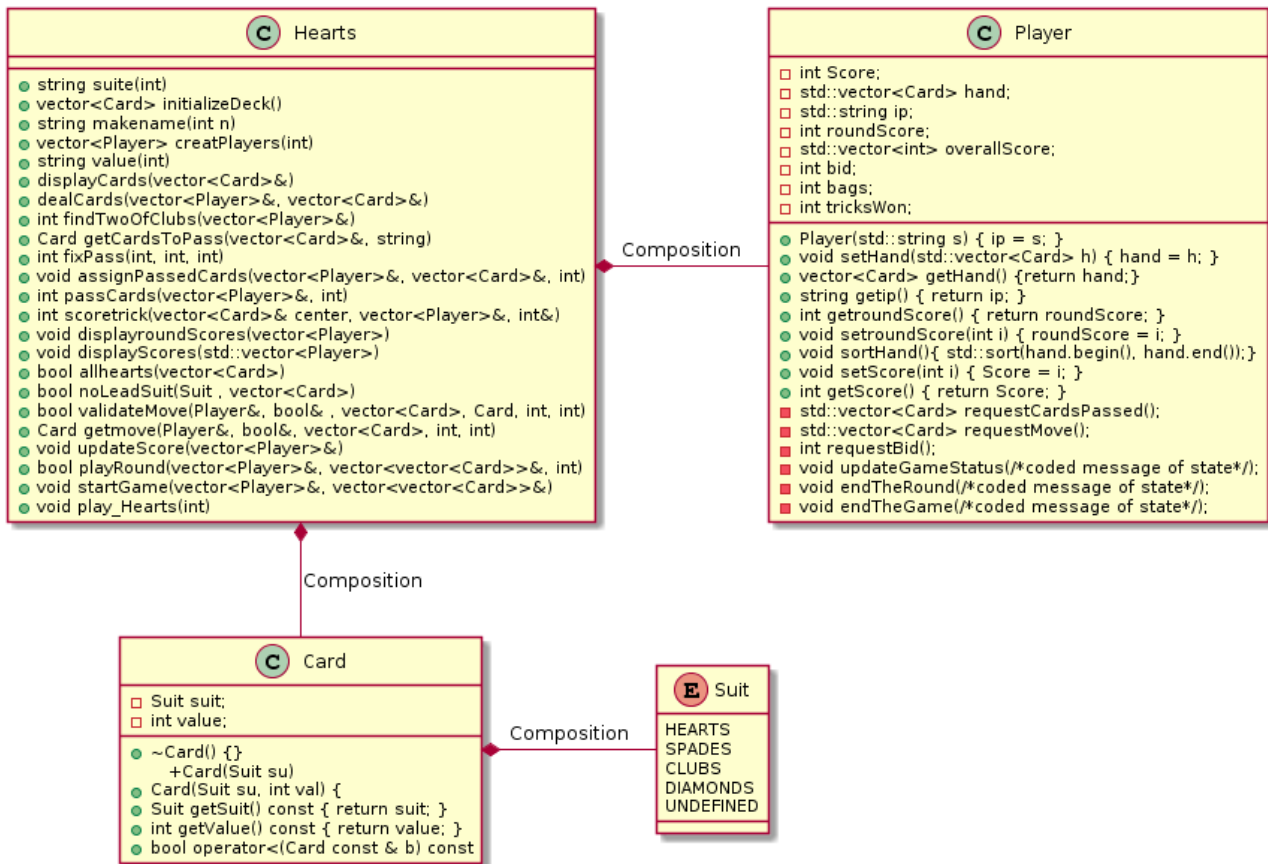 C Hearts
string suite(int)
vector<Card> initializeDeck()
string makename(int n)
vector<Player> creatPlayers(int)
string value(int)
displayCards(vector<Card>&)
dealCards(vector<Player>&, vector<Card>&)
int findTwoOfClubs(vector<Player>&)
Card getCardsToPass(vector<Card>&, string)
int fixPass(int, int, int)
void assignPassedCards(vector<Player>&, vector<Card>&, int)
int passCards(vector<Player>&, int)
int scoretrick(vector<Card>& center, vector<Player>&, int&)
void displayroundScores(vector<Player>)
void displayScores(std::vector<Player>)
bool allhearts(vector<Card>)
bool noLeadSuit(Suit , vector<Card>)
bool validateMove(Player&, bool& , vector<Card>, Card, int, int)
Card getmove(Player&, bool&, vector<Card>, int, int)
void updateScore(vector<Player>&)
bool playRound(vector<Player>&, vector<vector<Card>>&, int)
void startGame(vector<Player>&, vector<vector<Card>>&)
void play_Hearts(int)
Composition
C Player
int Score;
std::vector<Card> hand;
std::string ip;
int roundScore;
std::vector<int> overallScore;
int bid;
int bags;
int tricksWon;
Player(std::string s) { ip = s; }
void setHand(std::vector<Card> h) { hand = h; }
vector<Card> getHand() {return hand;}
string getip() { return ip; }
int getroundScore() { return roundScore; }
void setroundScore(int i) { roundScore = i; }
void sortHand(){ std::sort(hand.begin(), hand.end());}
void setScore(int i) { Score = i; }
int getScore() { return Score; }
std::vector<Card> requestCardsPassed();
std::vector<Card> requestMove();
int requestBid();
void updateGameStatus(/*coded message of state*/);
void endTheRound(/*coded message of state*/);
void endTheGame(/*coded message of state*/);
Composition
C Card
Suit suit;
int value;
~Card() {}
+Card(Suit su)
Card(Suit su, int val) {
Suit getSuit() const { return suit; }
int getValue() const { return value; }
bool operator<(Card const & b) const
Composition
E Suit
HEARTS
SPADES
CLUBS
DIAMONDS
UNDEFINED